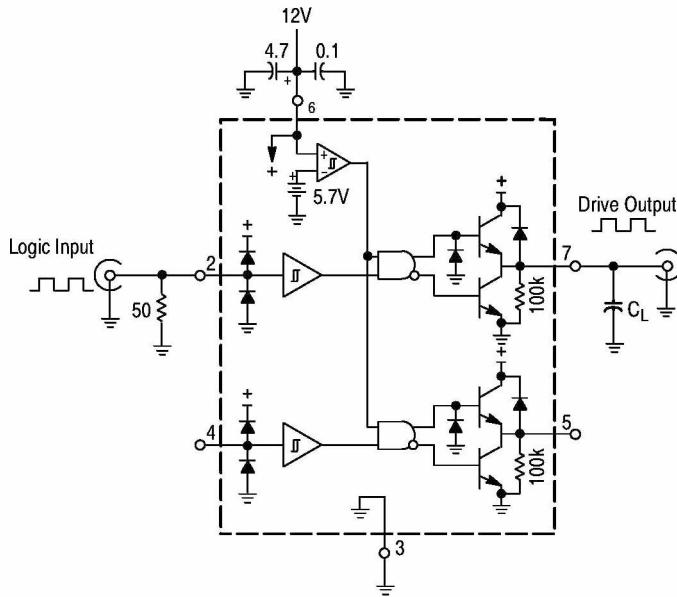 12V
4.7
0.1
+
6
+
+
-
+
5.7V
+
Drive Output
Logic Input
+
2
7
50
100k
CL
+
+
4
5
100k
3